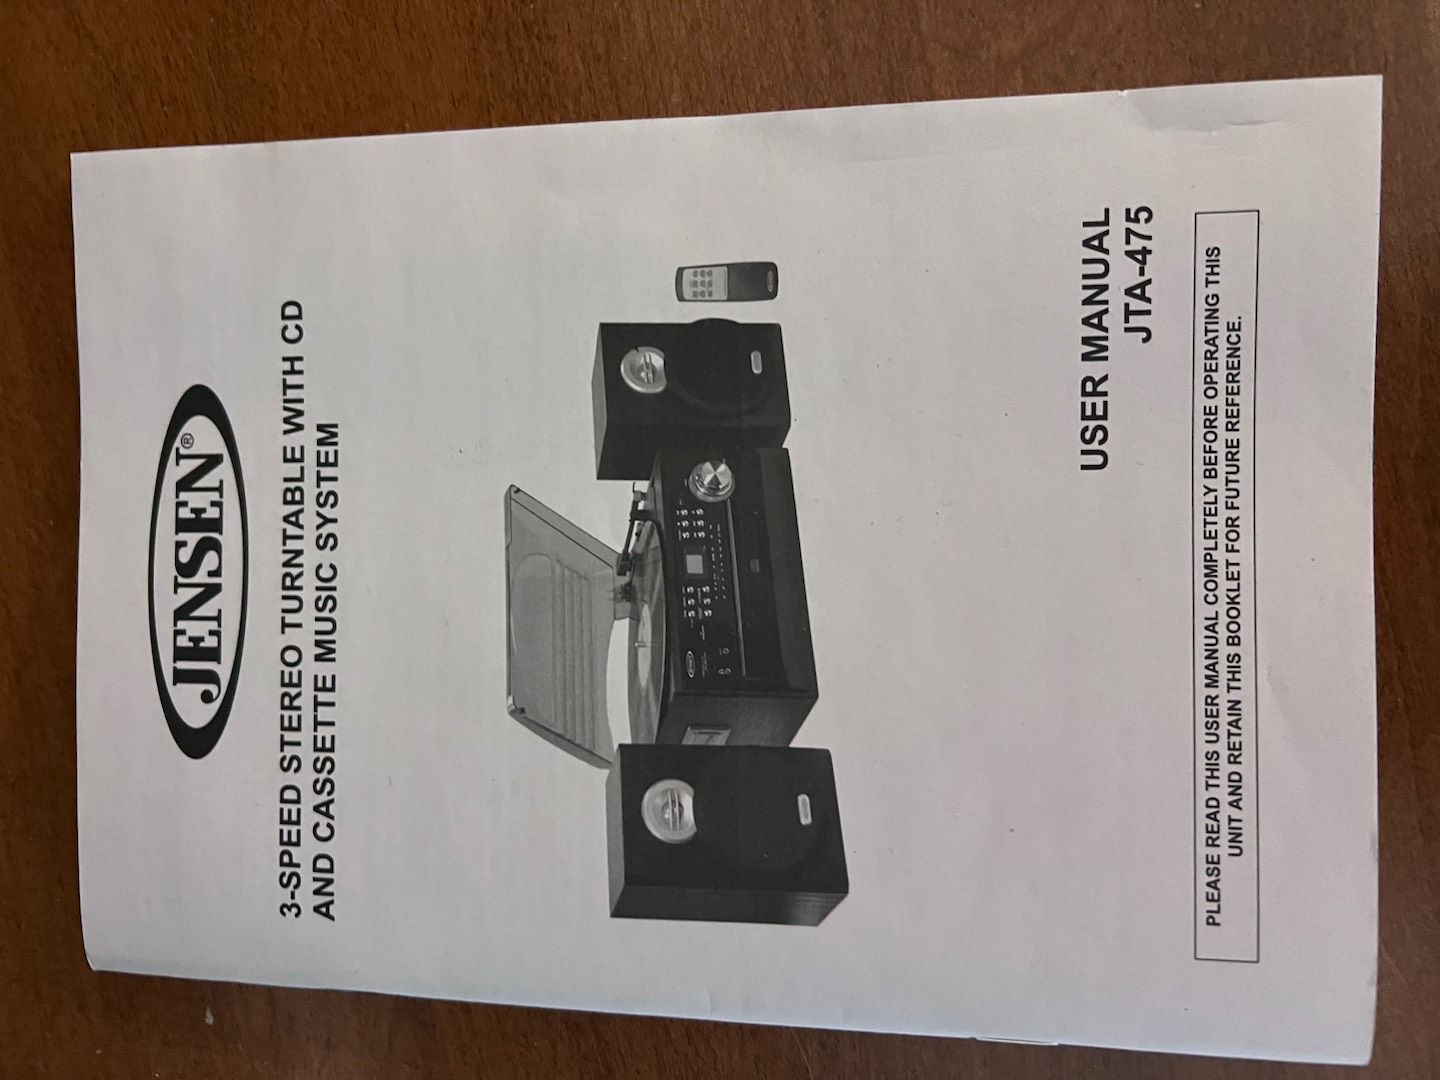 JENSEN®
3-SPEED STEREO TURNTABLE WITH CD
AND CASSETTE MUSIC SYSTEM
USER MANUAL
JTA-475
PLEASE READ THIS USER MANUAL COMPLETELY BEFORE OPERATING THIS
UNIT AND RETAIN THIS BOOKLET FOR FUTURE REFERENCE.